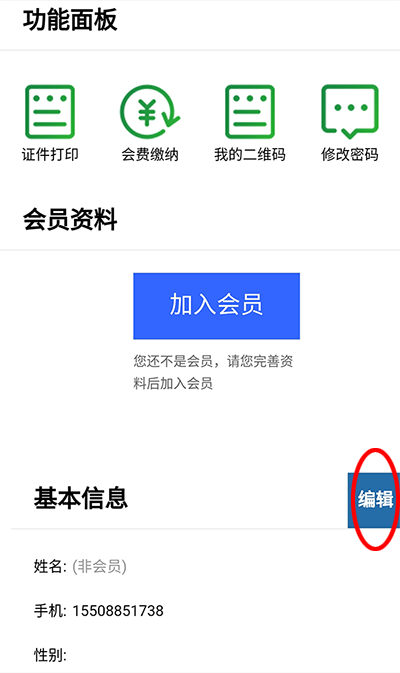 功能面板
证件打印 会费缴纳 我的二维码 修改密码
会员资料
加入会员
您还不是会员，请您完善资
料后加入会员
基本信息 编辑
姓名: (非会员)
手机: 15508851738
性别: